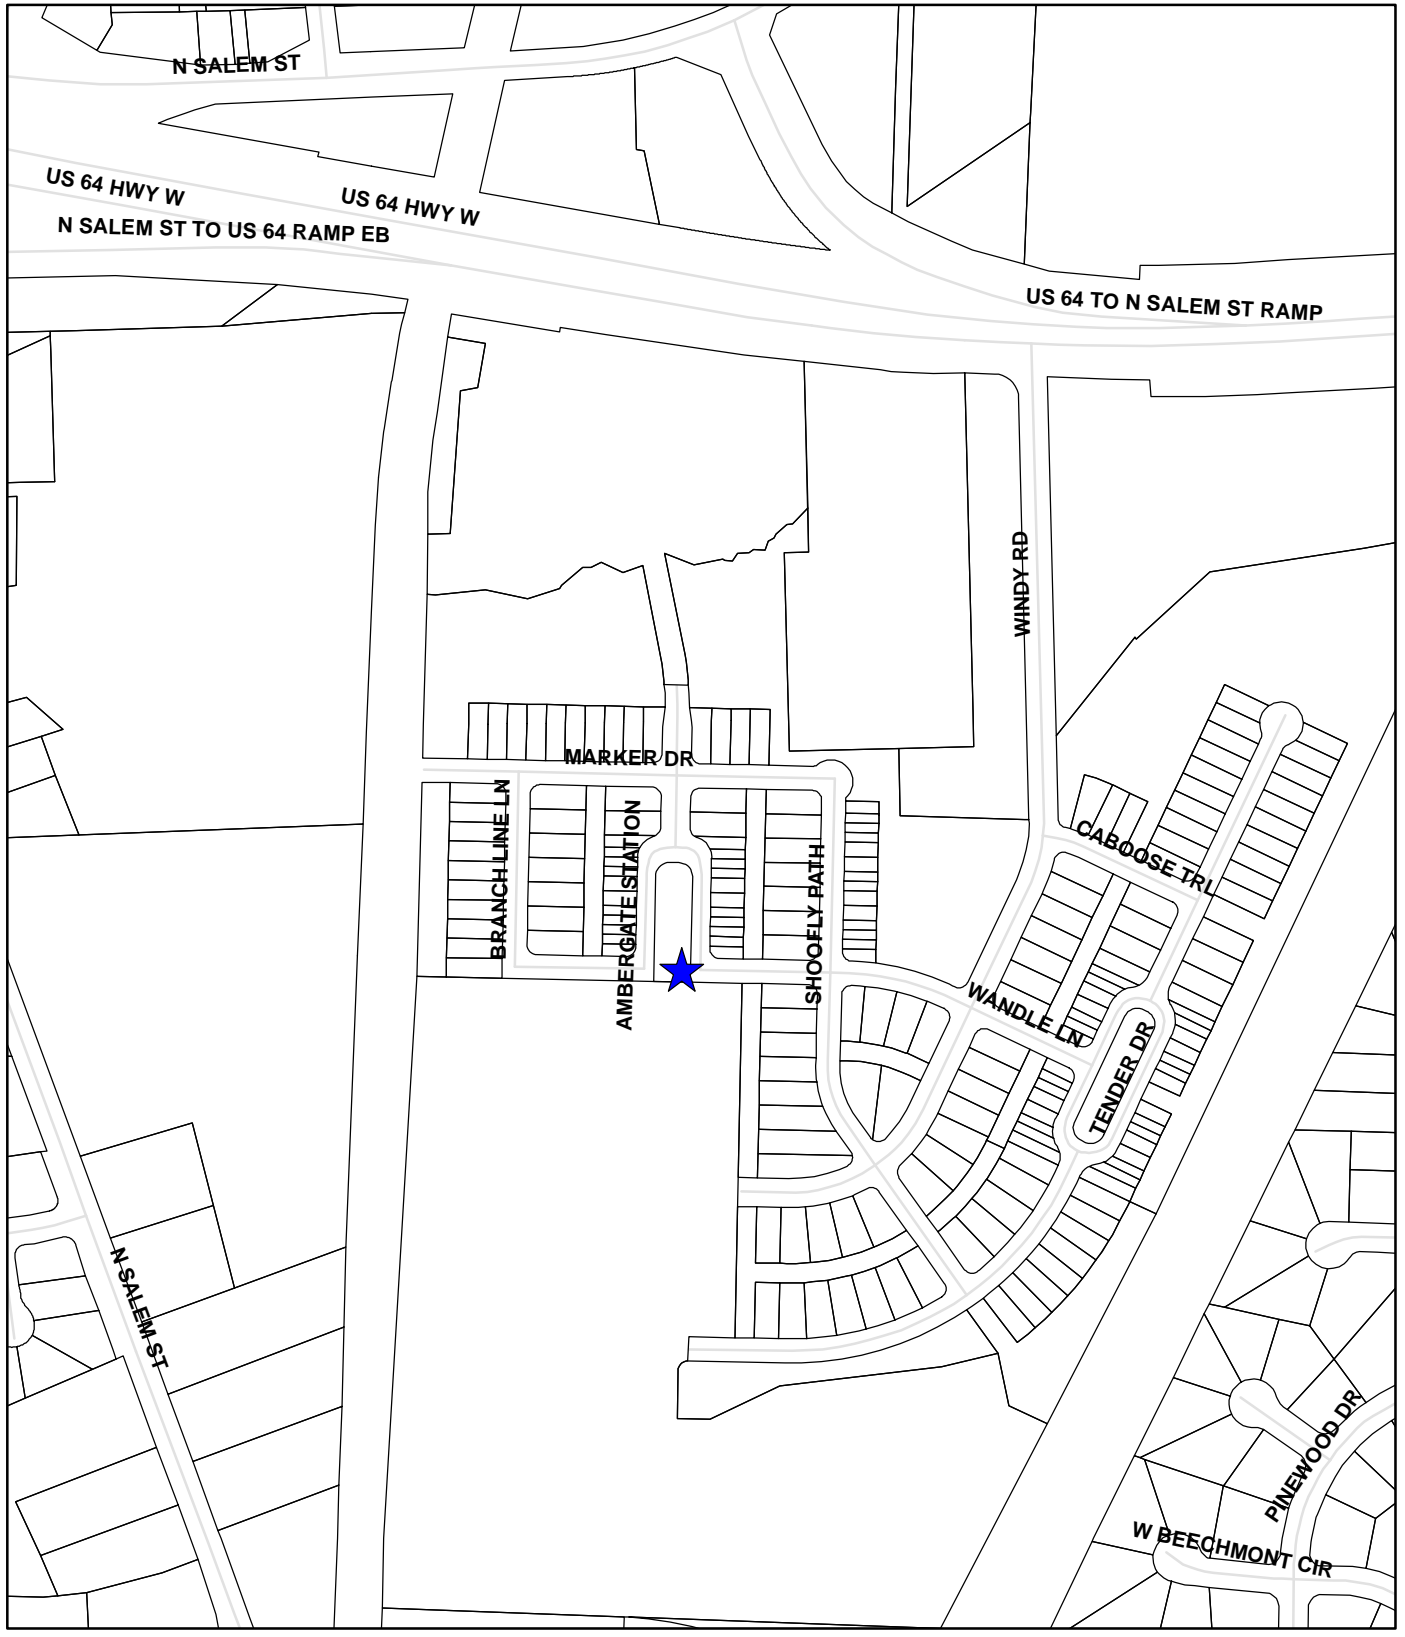 N SALEM ST
US 64 HWY W
US 64 HWY W
N SALEM ST TO US 64 RAMP EB
US 64 TO N SALEM ST RAMP
WINDY RD
MARKER DR
BRANCH LINE LN
AMBERGATE STATION
SHOOFLY PATH
CABOOSE TRL
WANDLE LN
TENDER DR
N SALEM ST
PINEWOOD DR
W BEECHMONT CIR